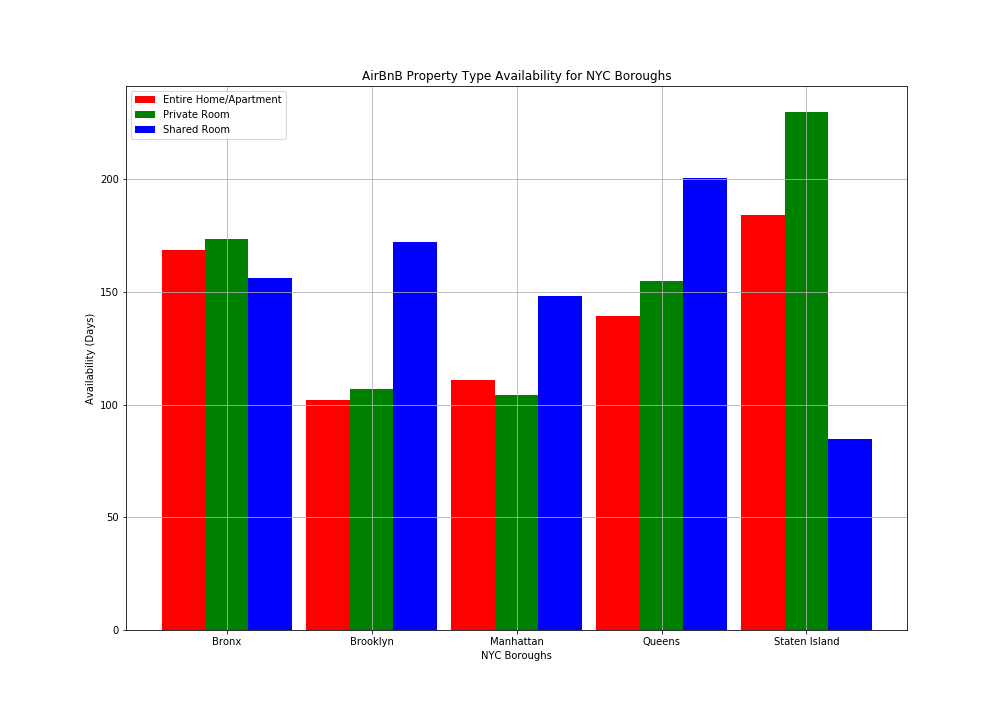 AirBnB Property Type Availability for NYC Boroughs
Entire Home/Apartment
Private Room
Shared Room
200
150
100
50
0
Availability (Days)
Bronx Brooklyn Manhattan Queens Staten Island
NYC Boroughs